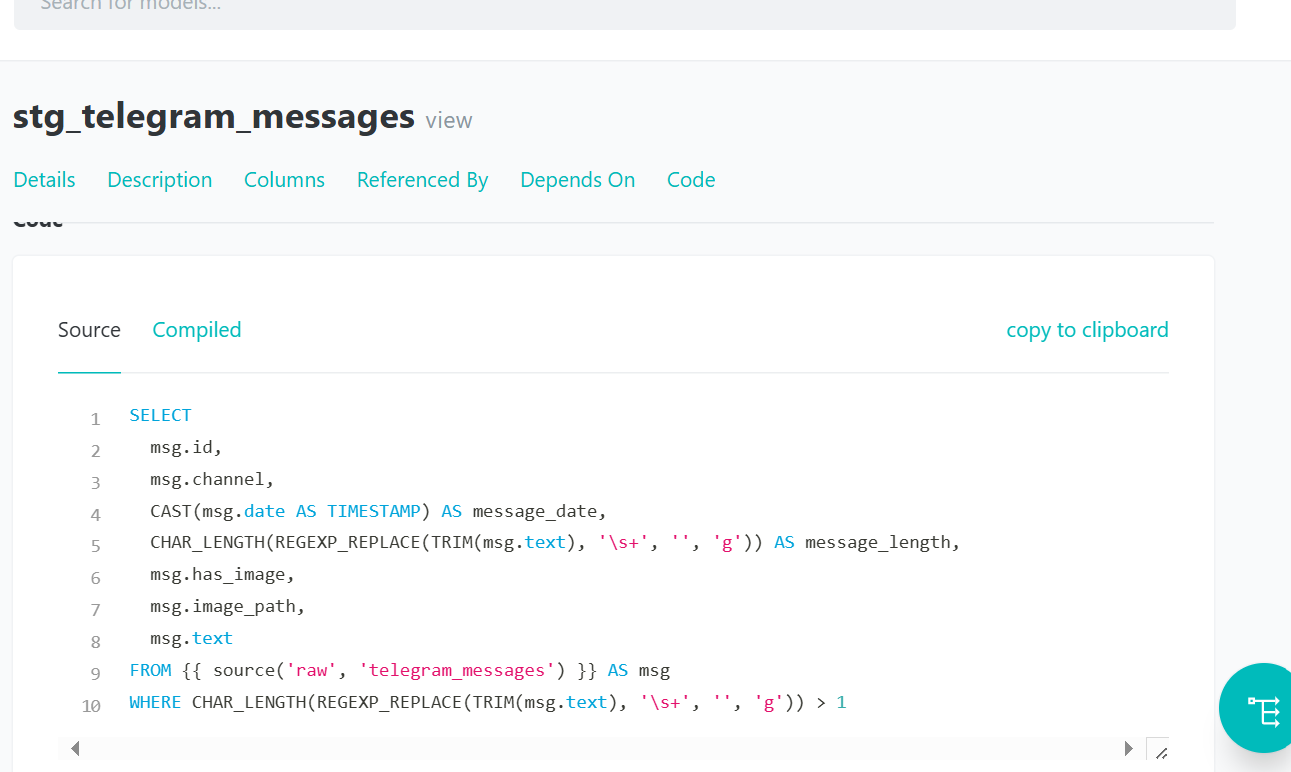 Search for models...
stg_telegram_messages view
Details Description Columns Referenced By Depends On Code
Code
Source Compiled copy to clipboard
1 SELECT
2 msg.id,
3 msg.channel,
4 CAST(msg.date AS TIMESTAMP) AS message_date,
5 CHAR_LENGTH(REGEXP_REPLACE(TRIM(msg.text), '\s+', '', 'g')) AS message_length,
6 msg.has_image,
7 msg.image_path,
8 msg.text
9 FROM {{ source('raw', 'telegram_messages') }} AS msg
10 WHERE CHAR_LENGTH(REGEXP_REPLACE(TRIM(msg.text), '\s+', '', 'g')) > 1